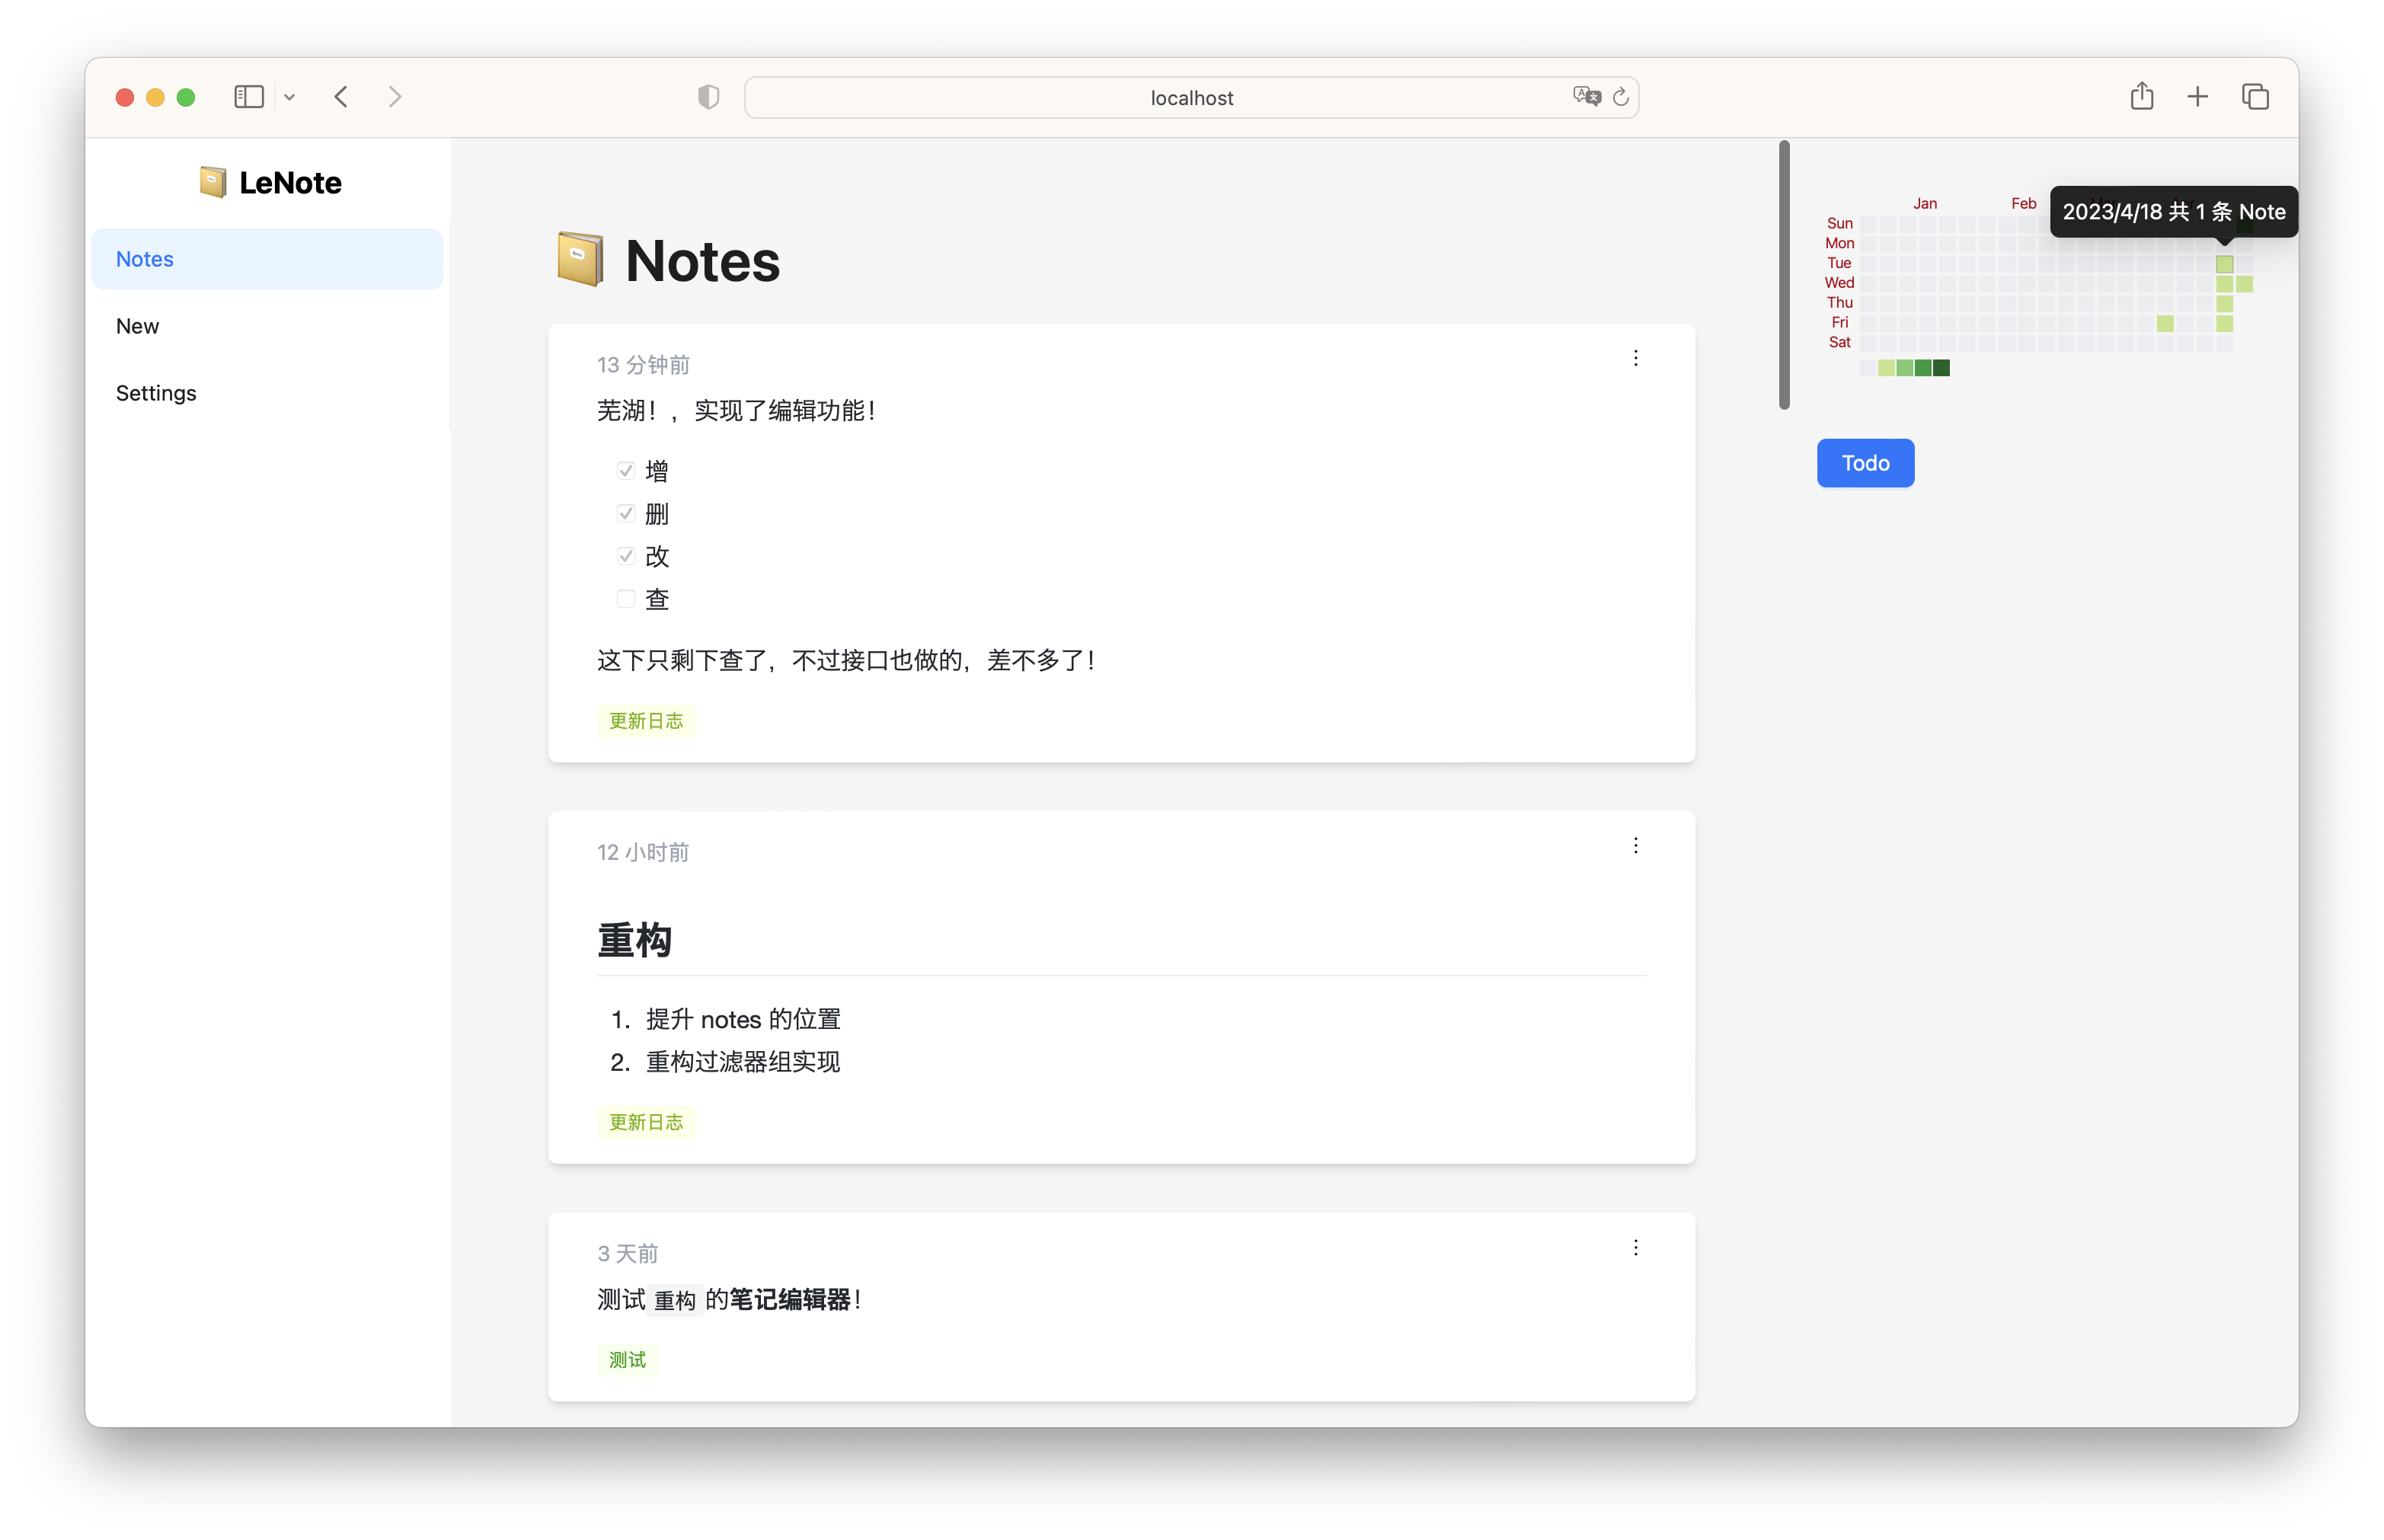 localhost
LeNote
Notes
New
Settings
Notes
13 分钟前
芜湖！，实现了编辑功能！
增
删
改
查
这下只剩下查了，不过接口也做的，差不多了！
更新日志
12 小时前
重构
1. 提升 notes 的位置
2. 重构过滤器组实现
更新日志
3 天前
测试 重构 的笔记编辑器！
测试
Jan Feb
2023/4/18 共 1 条 Note
Sun
Mon
Tue
Wed
Thu
Fri
Sat
Todo